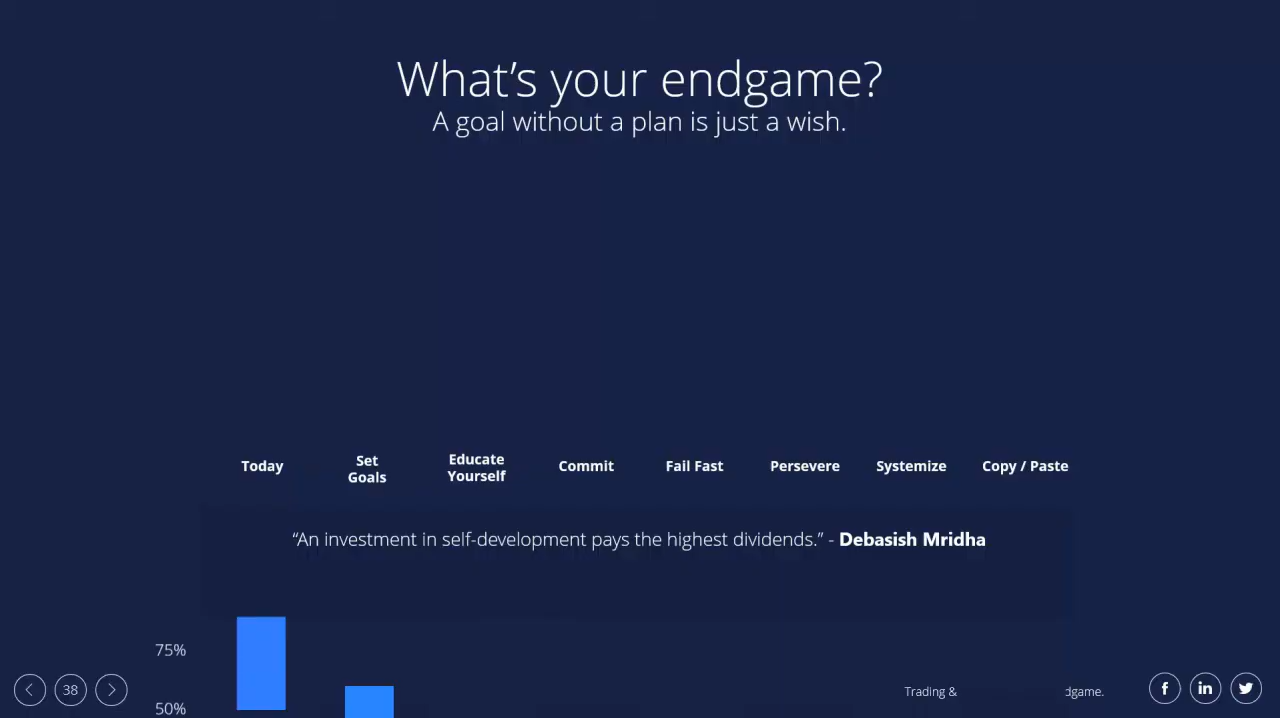 What's your endgame?
A goal without a plan is just a wish.
Today
Set
Goals
Educate
Yourself
Commit
Fail Fast
Persevere
Systemize
Copy / Paste
“An investment in self-development pays the highest dividends.” - Debasish Mridha
75%
50%
38
Trading &
dgame.
f
in